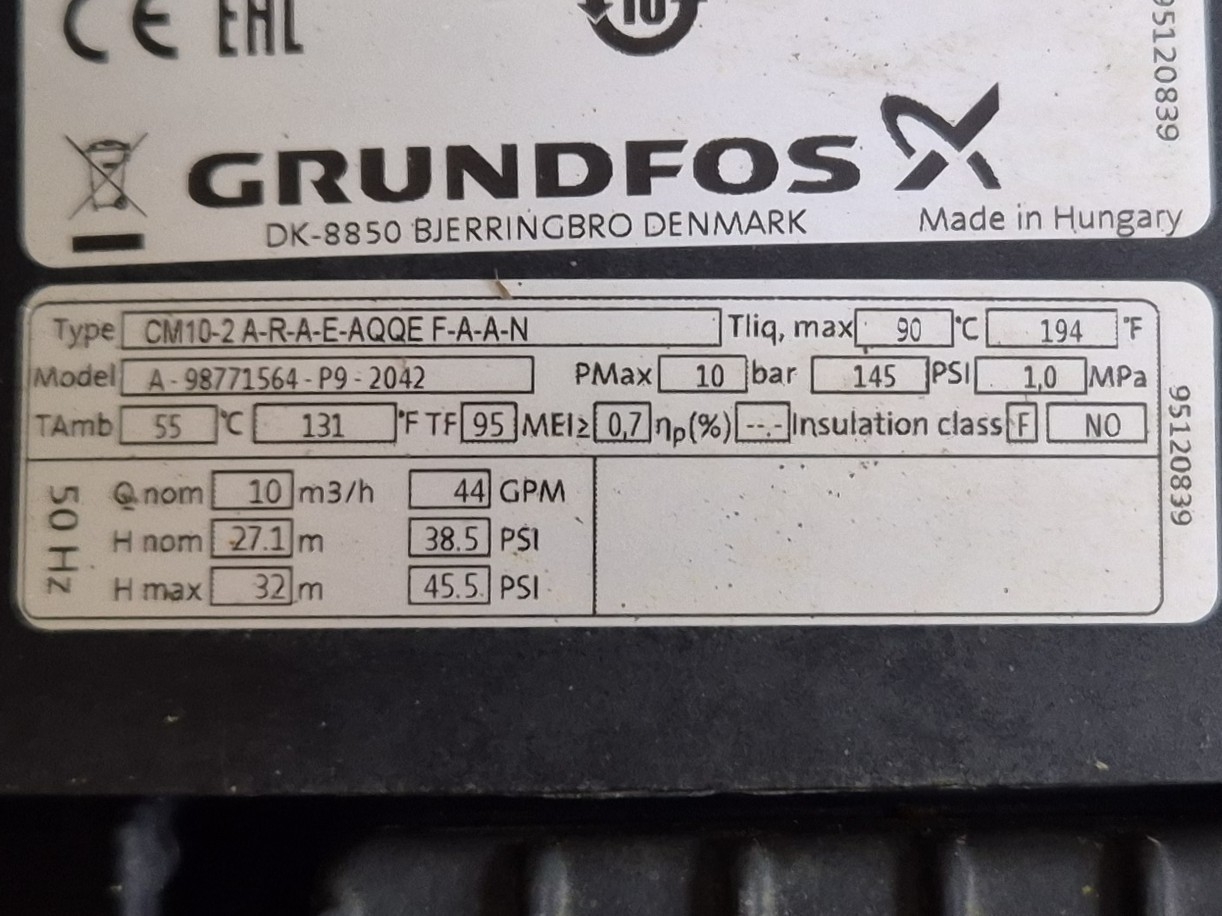 CE EAC
10
95120839
GRUNDFOS
DK-8850 BJERRINGBRO DENMARK Made in Hungary
Type CM10-2 A-R-A-E-AQQE F-A-A-N Tliq, max 90 °C 194 °F
Model A - 98771564 - P9 - 2042 PMax 10 bar 145 PSI 1,0 MPa
TAmb 55 °C 131 °F TF 95 MEI≥ 0,7 ηp(%) --.- Insulation class F NO
95120839
50 Hz
Q nom 10 m3/h 44 GPM
H nom 27.1 m 38.5 PSI
H max 32 m 45.5 PSI